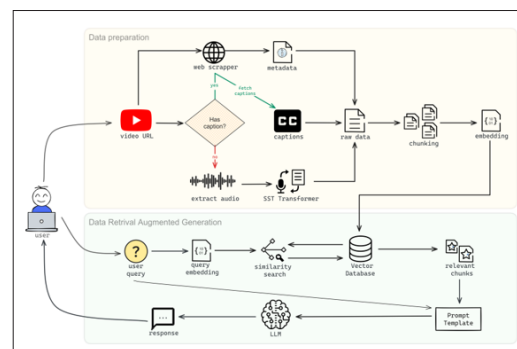 Data preparation
web scrapper
metadata
yes
fetch
captions
Has
caption?
video URL
CC
captions
raw data
chunking
embedding
no
extract audio
SST Transformer
user
Data Retrival Augmented Generation
?
user
query
query
embedding
similarity
search
Vector
Database
relevant
chunks
response
LLM
Prompt
Template